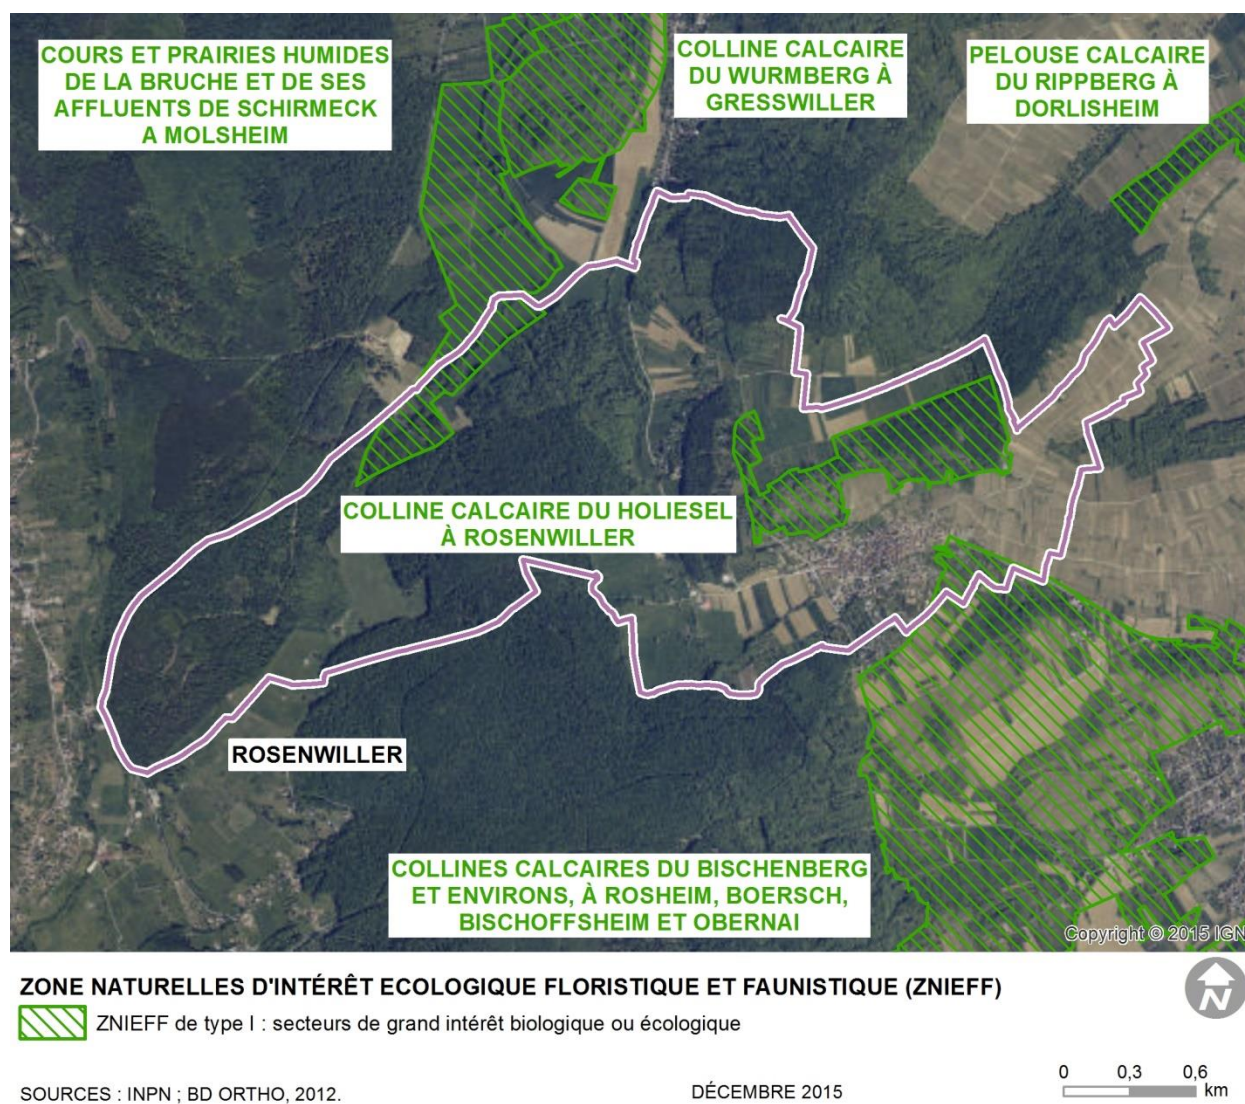 COURS ET PRAIRIES HUMIDES
DE LA BRUCHE ET DE SES
AFFLUENTS DE SCHIRMECK
A MOLSHEIM
COLLINE CALCAIRE
DU WURMBERG À
GRESSWILLER
PELOUSE CALCAIRE
DU RIPPBERG À
DORLISHEIM
COLLINE CALCAIRE DU HOLIESEL
À ROSENWILLER
ROSENWILLER
COLLINES CALCAIRES DU BISCHENBERG
ET ENVIRONS, À ROSHEIM, BOERSCH,
BISCHOFFSHEIM ET OBERNAI
Copyright © 2015 IGN
ZONE NATURELLES D'INTÉRÊT ECOLOGIQUE FLORISTIQUE ET FAUNISTIQUE (ZNIEFF)
N
ZNIEFF de type I : secteurs de grand intérêt biologique ou écologique
SOURCES : INPN ; BD ORTHO, 2012.
DÉCEMBRE 2015
0 0,3 0,6
km